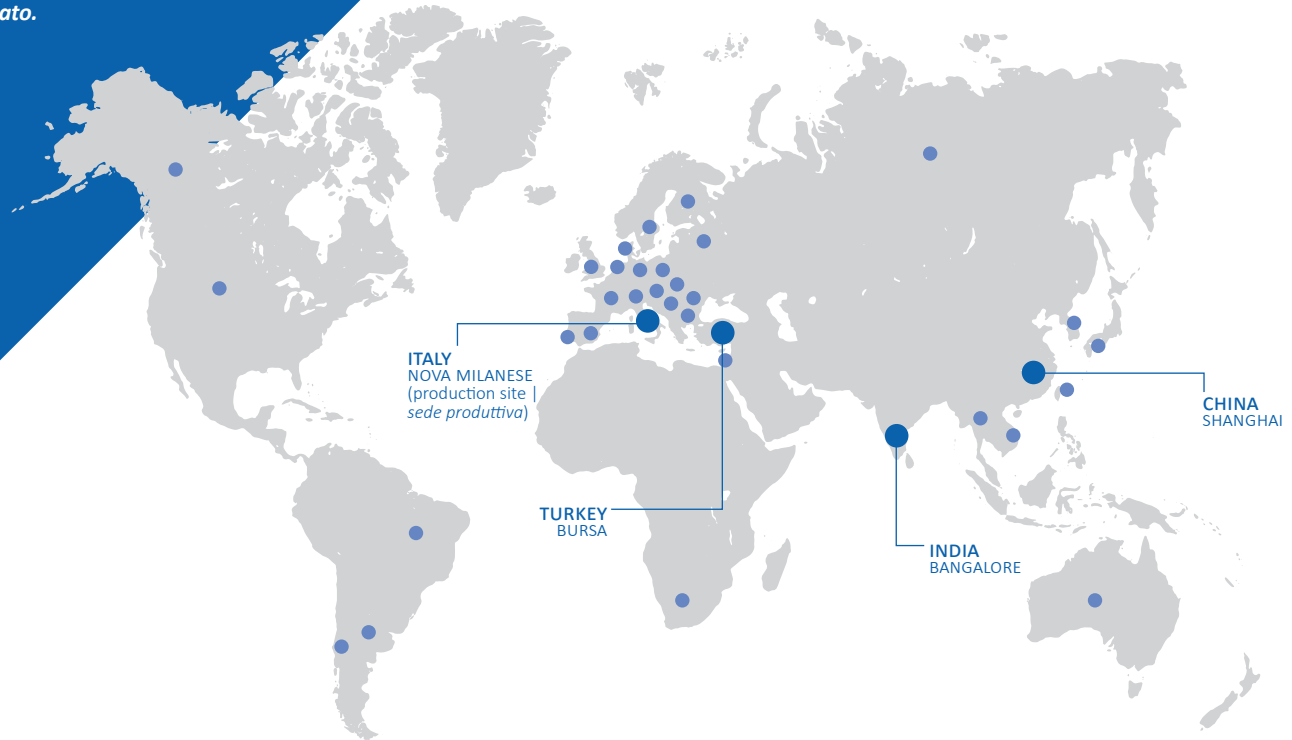 ato.
ITALY
NOVA MILANESE
(production site |
sede produttiva)
TURKEY
BURSA
INDIA
BANGALORE
CHINA
SHANGHAI